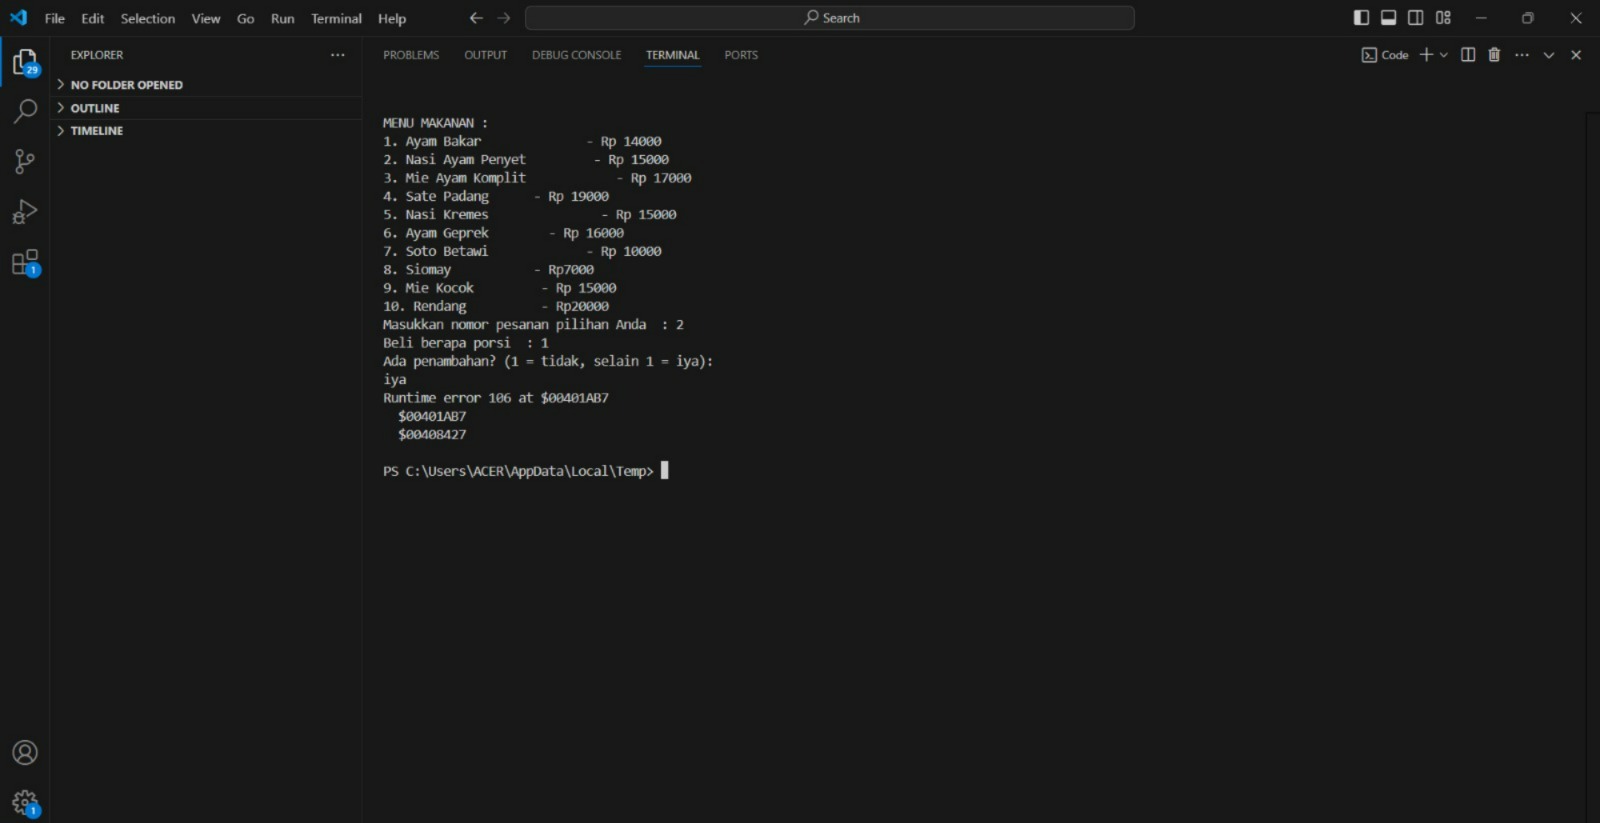 File Edit Selection View Go Run Terminal Help
Search
EXPLORER
29
NO FOLDER OPENED
OUTLINE
TIMELINE
1
1
PROBLEMS OUTPUT DEBUG CONSOLE TERMINAL PORTS
Code
MENU MAKANAN :
1. Ayam Bakar - Rp 14000
2. Nasi Ayam Penyet - Rp 15000
3. Mie Ayam Komplit - Rp 17000
4. Sate Padang - Rp 19000
5. Nasi Kremes - Rp 15000
6. Ayam Geprek - Rp 16000
7. Soto Betawi - Rp 10000
8. Siomay - Rp7000
9. Mie Kocok - Rp 15000
10. Rendang - Rp20000
Masukkan nomor pesanan pilihan Anda : 2
Beli berapa porsi : 1
Ada penambahan? (1 = tidak, selain 1 = iya):
iya
Runtime error 106 at $00401AB7
$00401AB7
$00408427
PS C:\Users\ACER\AppData\Local\Temp>